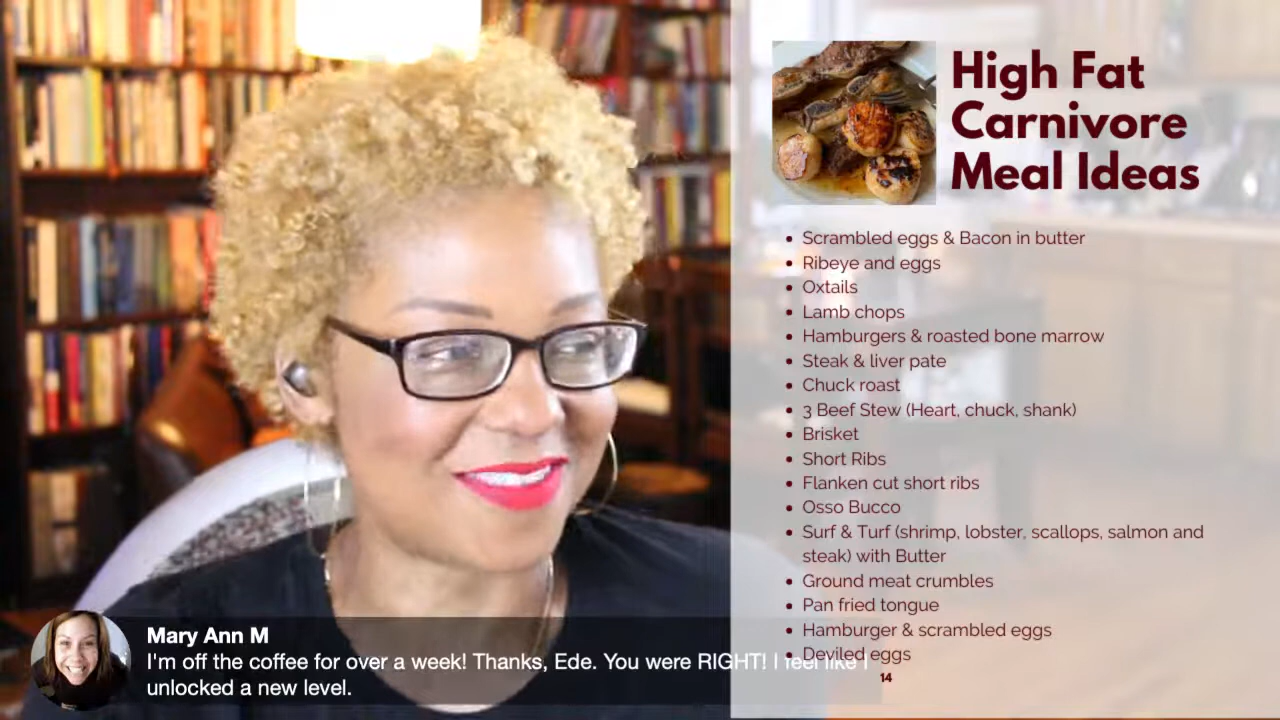 High Fat
Carnivore
Meal Ideas
• Scrambled eggs & Bacon in butter
• Ribeye and eggs
• Oxtails
• Lamb chops
• Hamburgers & roasted bone marrow
• Steak & liver pate
• Chuck roast
• 3 Beef Stew (Heart, chuck, shank)
• Brisket
• Short Ribs
• Flanken cut short ribs
• Osso Bucco
• Surf & Turf (shrimp, lobster, scallops, salmon and
steak) with Butter
• Ground meat crumbles
• Pan fried tongue
• Hamburger & scrambled eggs
• Deviled eggs
14
Mary Ann M
I'm off the coffee for over a week! Thanks, Ede. You were RIGHT! I feel like I
unlocked a new level.